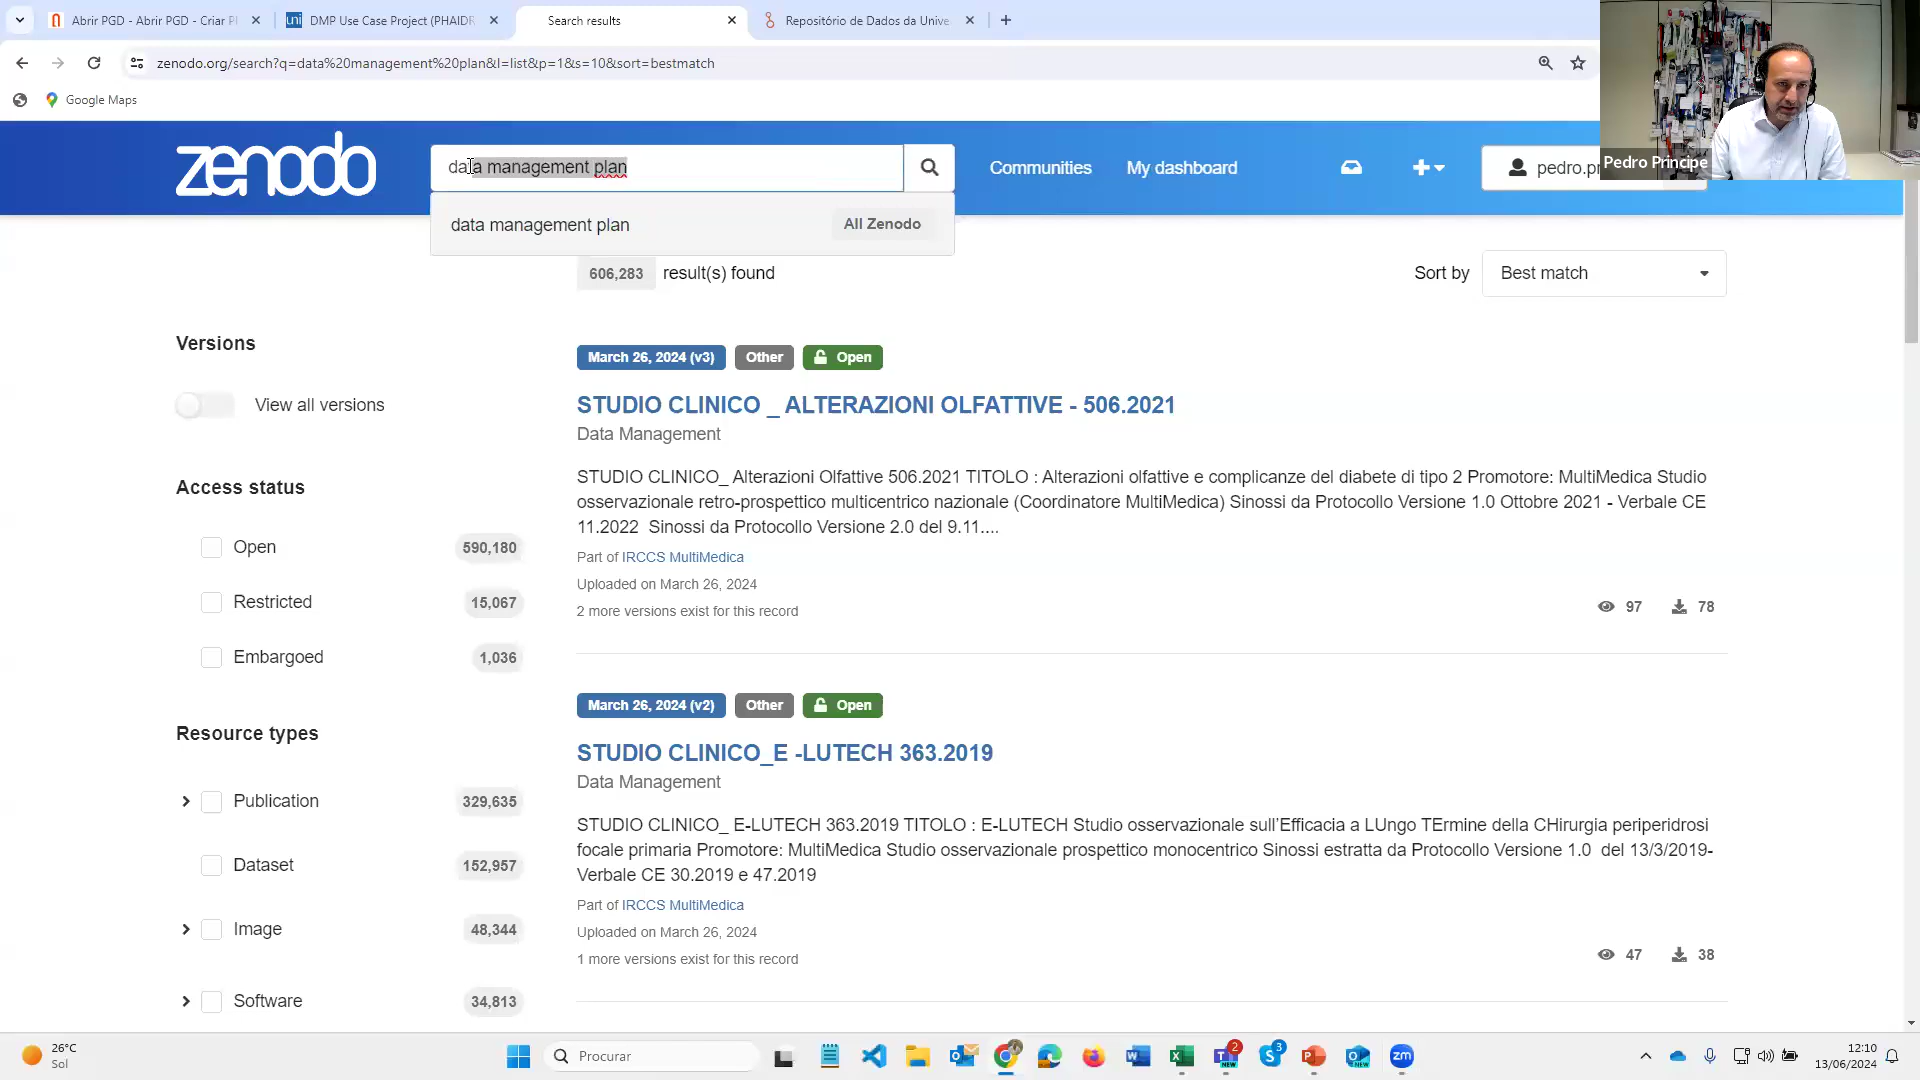 Abrir PGD - Abrir PGD - Criar P
DMP Use Case Project (PHAIDR
Search results
Repositório de Dados da Unive
zenodo.org/search?q=data%20management%20plan&l=list&p=1&s=10&sort=bestmatch
Google Maps
zenodo
data management plan
Communities
My dashboard
pedro.pr
Pedro Príncipe
data management plan
All Zenodo
606,283 result(s) found
Sort by
Best match
Versions
View all versions
Access status
Open
590,180
Restricted
15,067
Embargoed
1,036
Resource types
Publication
329,635
Dataset
152,957
Image
48,344
Software
34,813
March 26, 2024 (v3)
Other
Open
STUDIO CLINICO _ ALTERAZIONI OLFATTIVE - 506.2021
Data Management
STUDIO CLINICO_ Alterazioni Olfattive 506.2021 TITOLO : Alterazioni olfattive e complicanze del diabete di tipo 2 Promotore: MultiMedica Studio
osservazionale retro-prospettico multicentrico nazionale (Coordinatore MultiMedica) Sinossi da Protocollo Versione 1.0 Ottobre 2021 - Verbale CE
11.2022 Sinossi da Protocollo Versione 2.0 del 9.11....
Part of IRCCS MultiMedica
Uploaded on March 26, 2024
2 more versions exist for this record
97
78
March 26, 2024 (v2)
Other
Open
STUDIO CLINICO_E -LUTECH 363.2019
Data Management
STUDIO CLINICO_ E-LUTECH 363.2019 TITOLO : E-LUTECH Studio osservazionale sull'Efficacia a LUngo TErmine della CHirurgia periperidrosi
focale primaria Promotore: MultiMedica Studio osservazionale prospettico monocentrico Sinossi estratta da Protocollo Versione 1.0 del 13/3/2019-
Verbale CE 30.2019 e 47.2019
Part of IRCCS MultiMedica
Uploaded on March 26, 2024
1 more versions exist for this record
47
38
26°C
Sol
Procurar
2
3
zm
12:10
13/06/2024